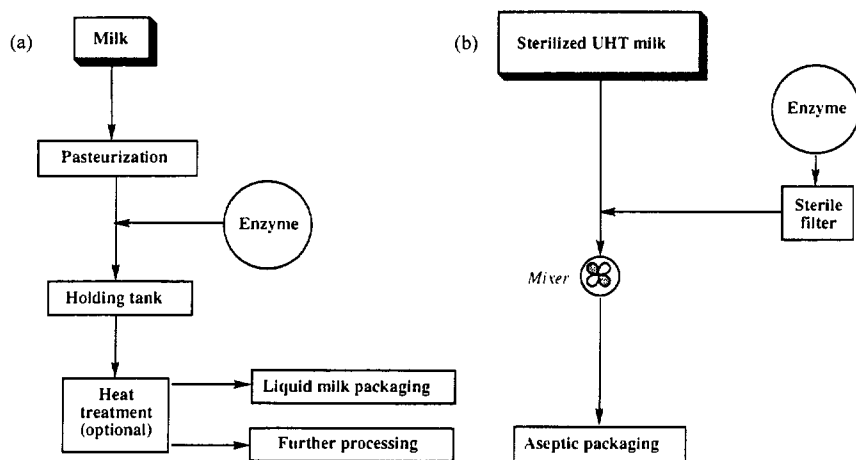 (a)
Milk
Pasteurization
Enzyme
Holding tank
Heat
treatment
(optional)
Liquid milk packaging
Further processing
(b)
Sterilized UHT milk
Enzyme
Sterile
filter
Mixer
Aseptic packaging